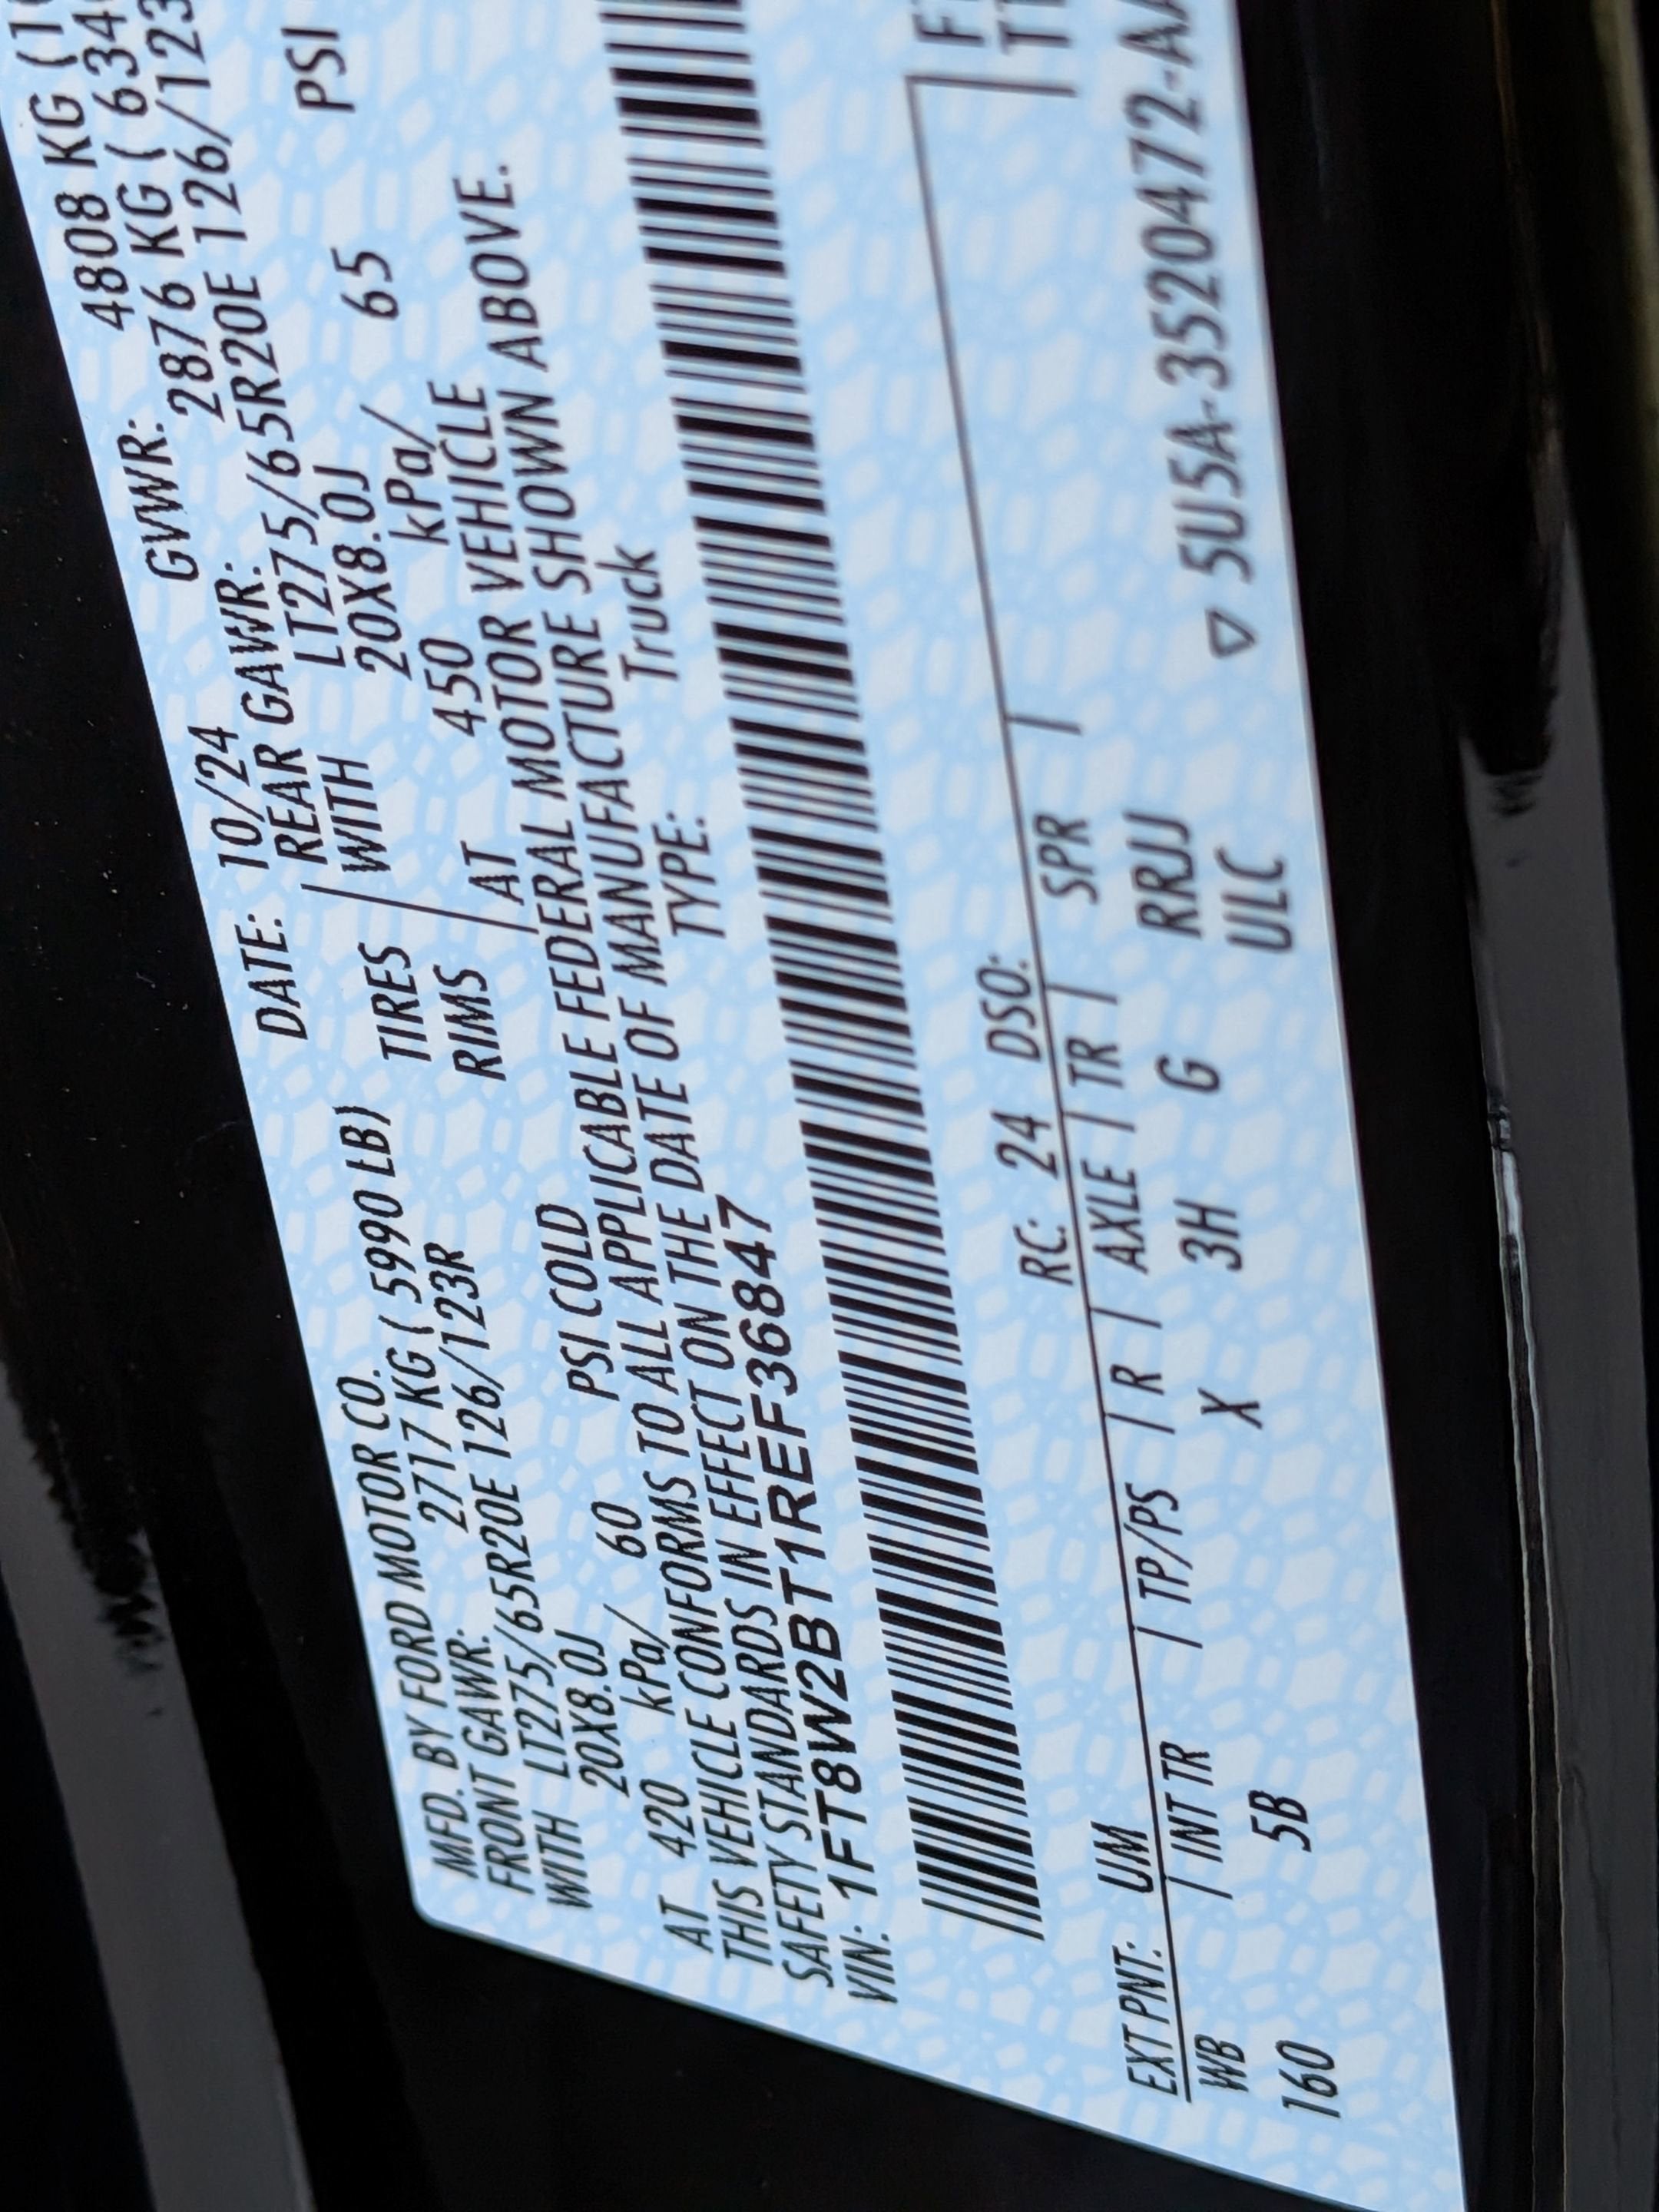 MFD. BY FORD MOTOR CO.
DATE: 10/24 GVWR: 4808 KG (1
FRONT GAWR: 2717 KG ( 5990 LB) REAR GAWR: 2876 KG ( 634
WITH LT275/65R20E 126/123R TIRES WITH LT275/65R20E 126/123
20X8.0J RIMS 20X8.0J
AT 420 kPa/ 60 PSI COLD AT 450 kPa/ 65 PSI
THIS VEHICLE CONFORMS TO ALL APPLICABLE FEDERAL MOTOR VEHICLE
SAFETY STANDARDS IN EFFECT ON THE DATE OF MANUFACTURE SHOWN ABOVE.
VIN: 1FT8W2BT1REF36847 TYPE: Truck
EXT PNT: UM RC: 24 DSO:
WB | INT TR | TP/PS | R | AXLE | TR | SPR |
160 5B X 3H G RRJJ
ULC
▽ 5U5A-3520472-AA